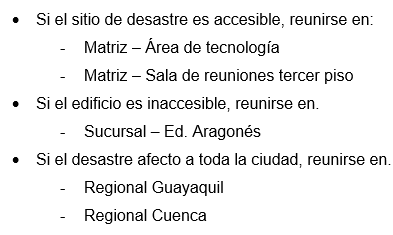 • Si el sitio de desastre es accesible, reunirse en:
- Matriz – Área de tecnología
- Matriz – Sala de reuniones tercer piso
• Si el edificio es inaccesible, reunirse en.
- Sucursal – Ed. Aragonés
• Si el desastre afecto a toda la ciudad, reunirse en.
- Regional Guayaquil
- Regional Cuenca